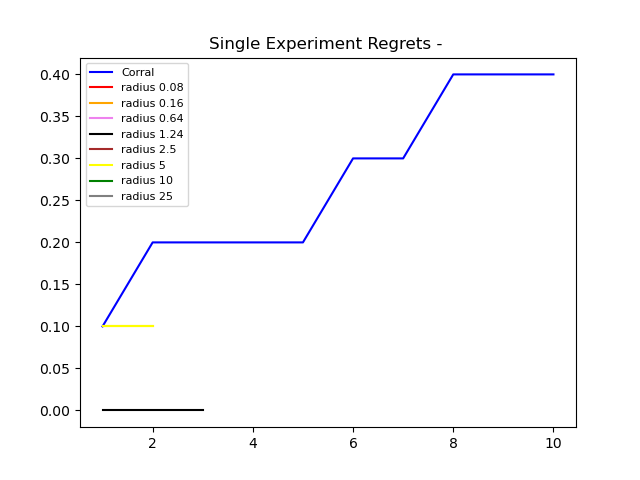 Single Experiment Regrets -
Corral
radius 0.08
radius 0.16
radius 0.64
radius 1.24
radius 2.5
radius 5
radius 10
radius 25
0.40
0.35
0.30
0.25
0.20
0.15
0.10
0.05
0.00
2 4 6 8 10